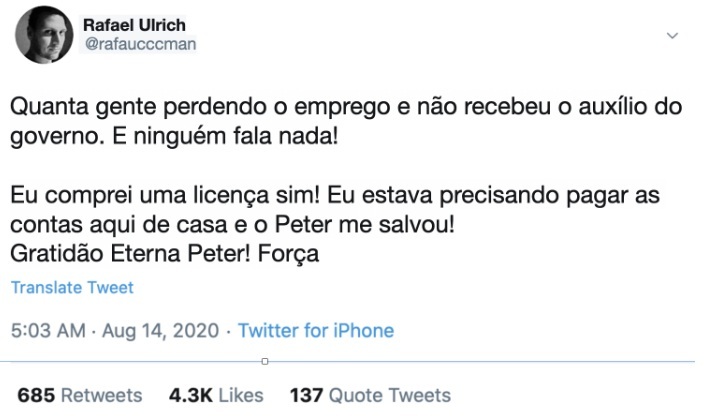 Rafael Ulrich
@rafaucccman
Quanta gente perdendo o emprego e não recebeu o auxílio do
governo. E ninguém fala nada!
Eu comprei uma licença sim! Eu estava precisando pagar as
contas aqui de casa e o Peter me salvou!
Gratidão Eterna Peter! Força
Translate Tweet
5:03 AM · Aug 14, 2020 · Twitter for iPhone
685 Retweets 4.3K Likes 137 Quote Tweets